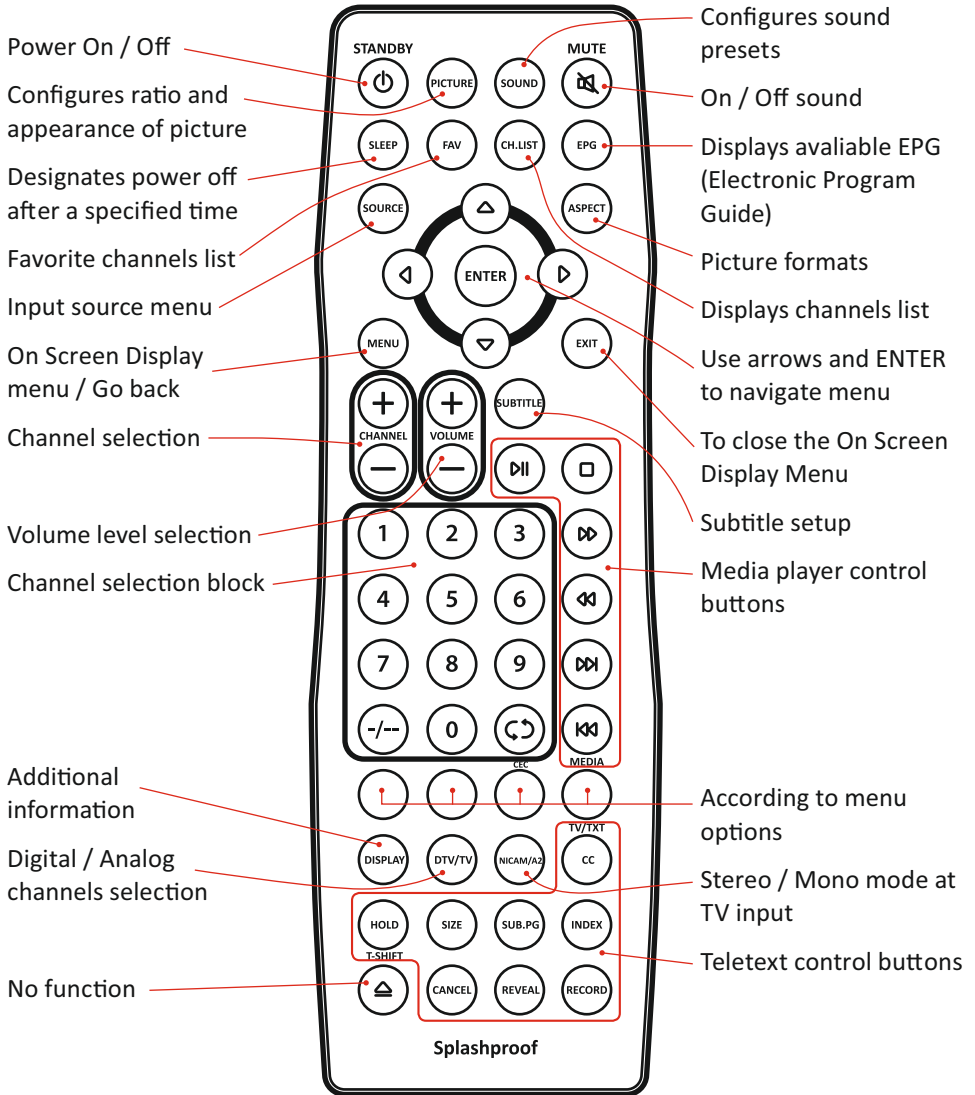 Power On / Off
Configures ratio and
appearance of picture
Designates power off
after a specified time
Favorite channels list
Input source menu
On Screen Display
menu / Go back
Channel selection
Volume level selection
Channel selection block
Additional
information
Digital / Analog
channels selection
No function
STANDBY
MUTE
PICTURE
SOUND
SLEEP
FAV
CH.LIST
EPG
SOURCE
ASPECT
ENTER
MENU
EXIT
CHANNEL
VOLUME
SUBTITLE
1
2
3
4
5
6
7
8
9
-/--
0
CEC
MEDIA
TV/TXT
DISPLAY
DTV/TV
NICAM/A2
CC
HOLD
SIZE
SUB.PG
INDEX
T-SHIFT
CANCEL
REVEAL
RECORD
Splashproof
Configures sound
presets
On / Off sound
Displays avaliable EPG
(Electronic Program
Guide)
Picture formats
Displays channels list
Use arrows and ENTER
to navigate menu
To close the On Screen
Display Menu
Subtitle setup
Media player control
buttons
According to menu
options
Stereo / Mono mode at
TV input
Teletext control buttons